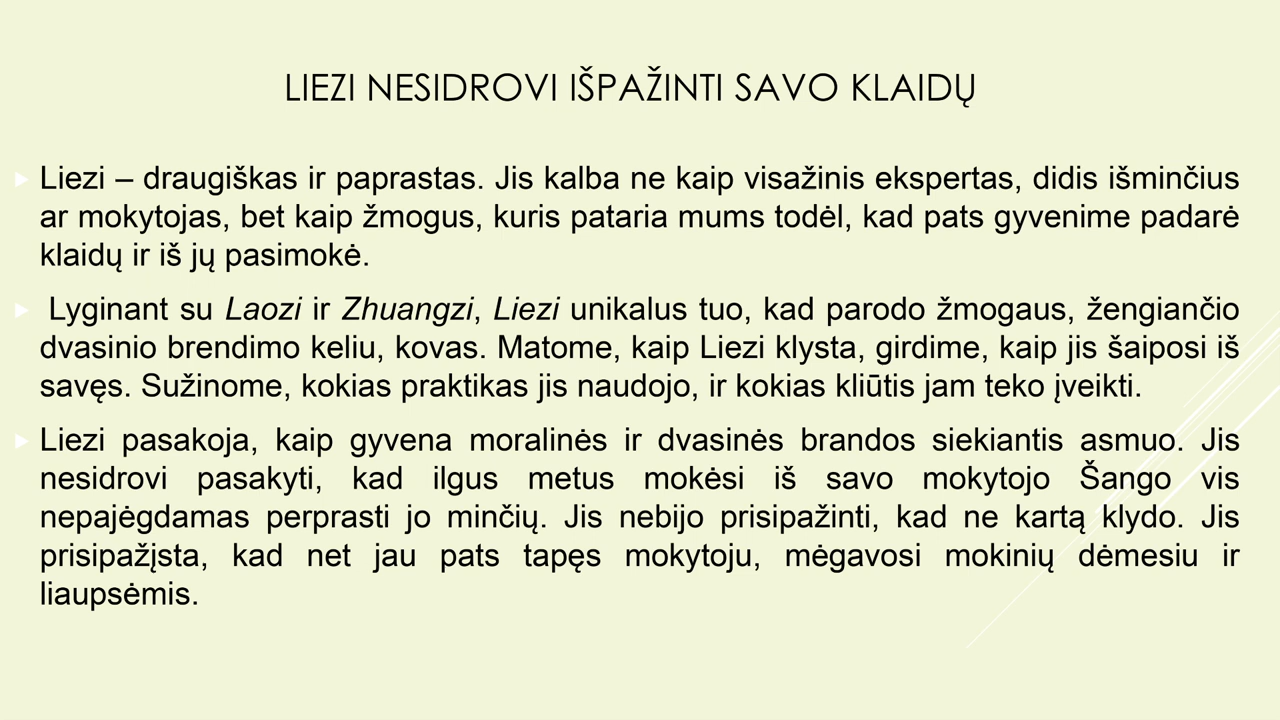 LIEZI NESIDROVI IŠPAŽINTI SAVO KLAIDŲ
Liezi – draugiškas ir paprastas. Jis kalba ne kaip visažinis ekspertas, didis išminčius
ar mokytojas, bet kaip žmogus, kuris pataria mums todėl, kad pats gyvenime padarė
klaidų ir iš jų pasimokė.
Lyginant su Laozi ir Zhuangzi, Liezi unikalus tuo, kad parodo žmogaus, žengiančio
dvasinio brendimo keliu, kovas. Matome, kaip Liezi klysta, girdime, kaip jis šaiposi iš
savęs. Sužinome, kokias praktikas jis naudojo, ir kokias kliūtis jam teko įveikti.
Liezi pasakoja, kaip gyvena moralinės ir dvasinės brandos siekiantis asmuo. Jis
nesidrovi pasakyti, kad ilgus metus mokėsi iš savo mokytojo Šango vis
nepajėgdamas perprasti jo minčių. Jis nebijo prisipažinti, kad ne kartą klydo. Jis
prisipažįsta, kad net jau pats tapęs mokytoju, mėgavosi mokinių dėmesiu ir
liaupsėmis.